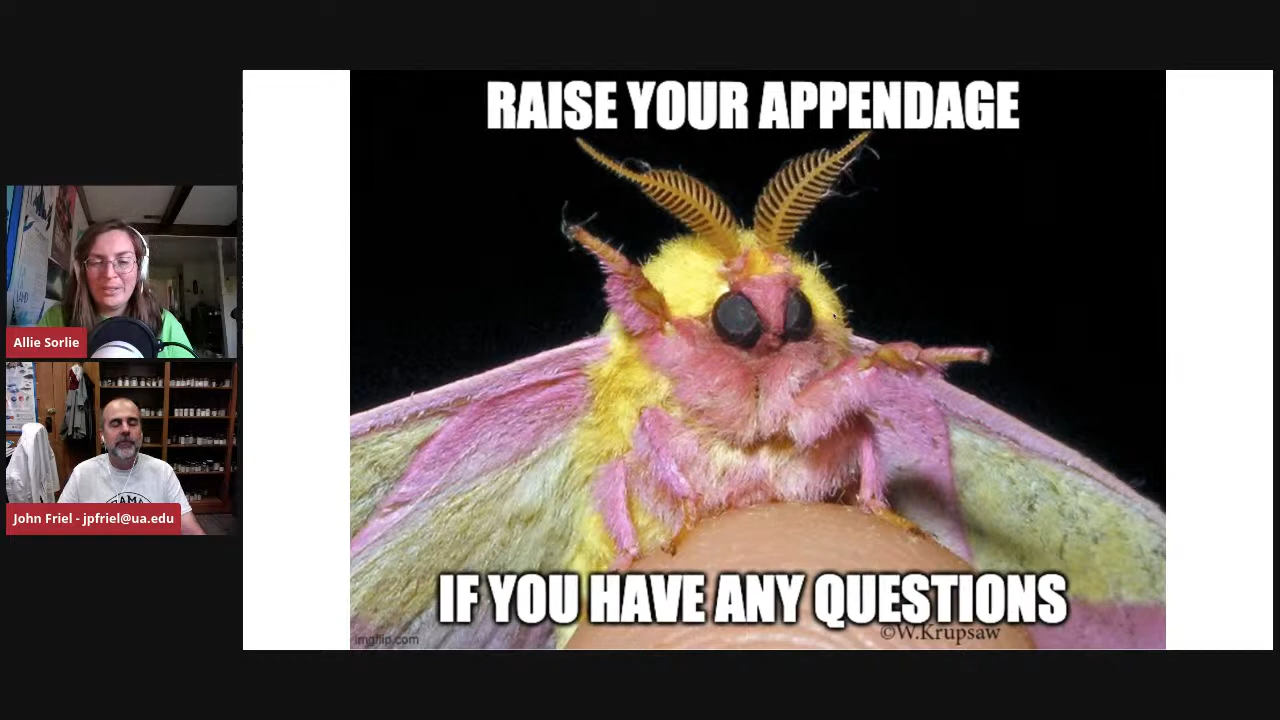 RAISE YOUR APPENDAGE
Allie Sorlie
John Friel - jpfriel@ua.edu
IF YOU HAVE ANY QUESTIONS
©W.Krupsaw
imgflip.com